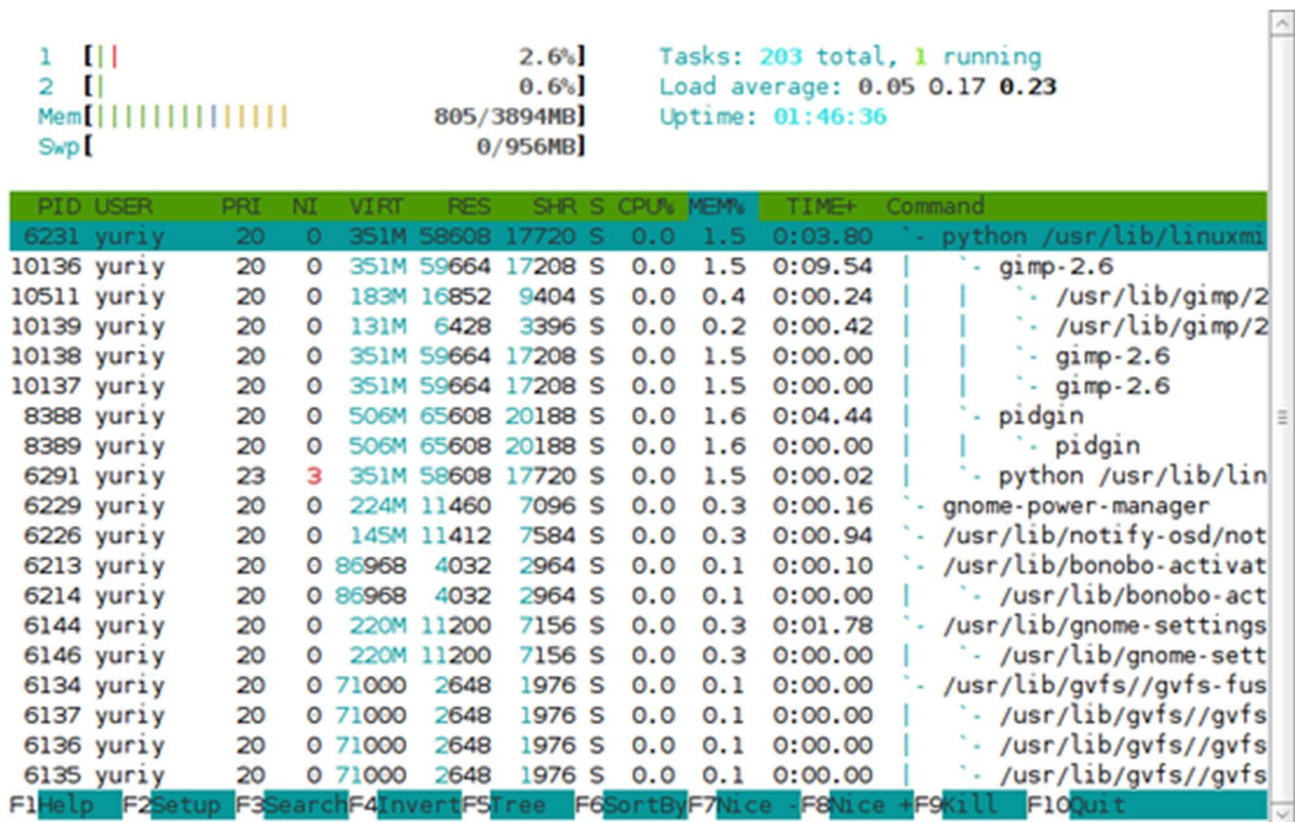 1 [|| 2.6%] Tasks: 203 total, 1 running
2 [| 0.6%] Load average: 0.05 0.17 0.23
Mem[||||||||||||||| 805/3894MB] Uptime: 01:46:36
Swp[ 0/956MB]
PID USER PRI NI VIRT RES SHR S CPU% MEM% TIME+ Command
6231 yuriy 20 0 351M 58608 17720 S 0.0 1.5 0:03.80 `- python /usr/lib/linuxmi
10136 yuriy 20 0 351M 59664 17208 S 0.0 1.5 0:09.54 | `- gimp-2.6
10511 yuriy 20 0 183M 16852 9404 S 0.0 0.4 0:00.24 | | `- /usr/lib/gimp/2
10139 yuriy 20 0 131M 6428 3396 S 0.0 0.2 0:00.42 | | `- /usr/lib/gimp/2
10138 yuriy 20 0 351M 59664 17208 S 0.0 1.5 0:00.00 | | `- gimp-2.6
10137 yuriy 20 0 351M 59664 17208 S 0.0 1.5 0:00.00 | | `- gimp-2.6
8388 yuriy 20 0 506M 65608 20188 S 0.0 1.6 0:04.44 | `- pidgin
8389 yuriy 20 0 506M 65608 20188 S 0.0 1.6 0:00.00 | | `- pidgin
6291 yuriy 23 3 351M 58608 17720 S 0.0 1.5 0:00.02 | `- python /usr/lib/lin
6229 yuriy 20 0 224M 11460 7096 S 0.0 0.3 0:00.16 `- gnome-power-manager
6226 yuriy 20 0 145M 11412 7584 S 0.0 0.3 0:00.94 `- /usr/lib/notify-osd/not
6213 yuriy 20 0 86968 4032 2964 S 0.0 0.1 0:00.10 `- /usr/lib/bonobo-activat
6214 yuriy 20 0 86968 4032 2964 S 0.0 0.1 0:00.00 | `- /usr/lib/bonobo-act
6144 yuriy 20 0 220M 11200 7156 S 0.0 0.3 0:01.78 `- /usr/lib/gnome-settings
6146 yuriy 20 0 220M 11200 7156 S 0.0 0.3 0:00.00 | `- /usr/lib/gnome-sett
6134 yuriy 20 0 71000 2648 1976 S 0.0 0.1 0:00.00 `- /usr/lib/gvfs//gvfs-fus
6137 yuriy 20 0 71000 2648 1976 S 0.0 0.1 0:00.00 | `- /usr/lib/gvfs//gvfs
6136 yuriy 20 0 71000 2648 1976 S 0.0 0.1 0:00.00 | `- /usr/lib/gvfs//gvfs
6135 yuriy 20 0 71000 2648 1976 S 0.0 0.1 0:00.00 | `- /usr/lib/gvfs//gvfs
F1Help F2Setup F3SearchF4InvertF5Tree F6SortByF7Nice -F8Nice +F9Kill F10Quit